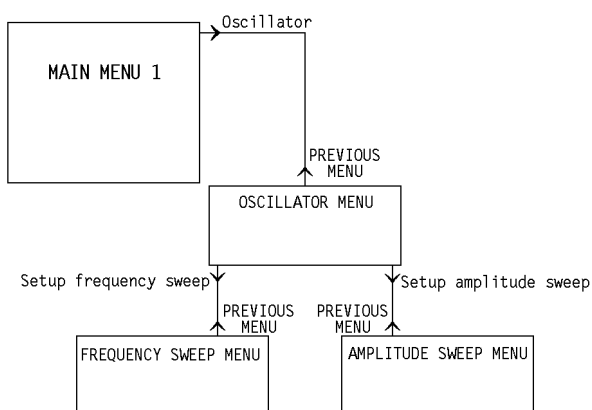 Oscillator
MAIN MENU 1
PREVIOUS
MENU
OSCILLATOR MENU
Setup frequency sweep
Setup amplitude sweep
PREVIOUS
MENU
PREVIOUS
MENU
FREQUENCY SWEEP MENU
AMPLITUDE SWEEP MENU